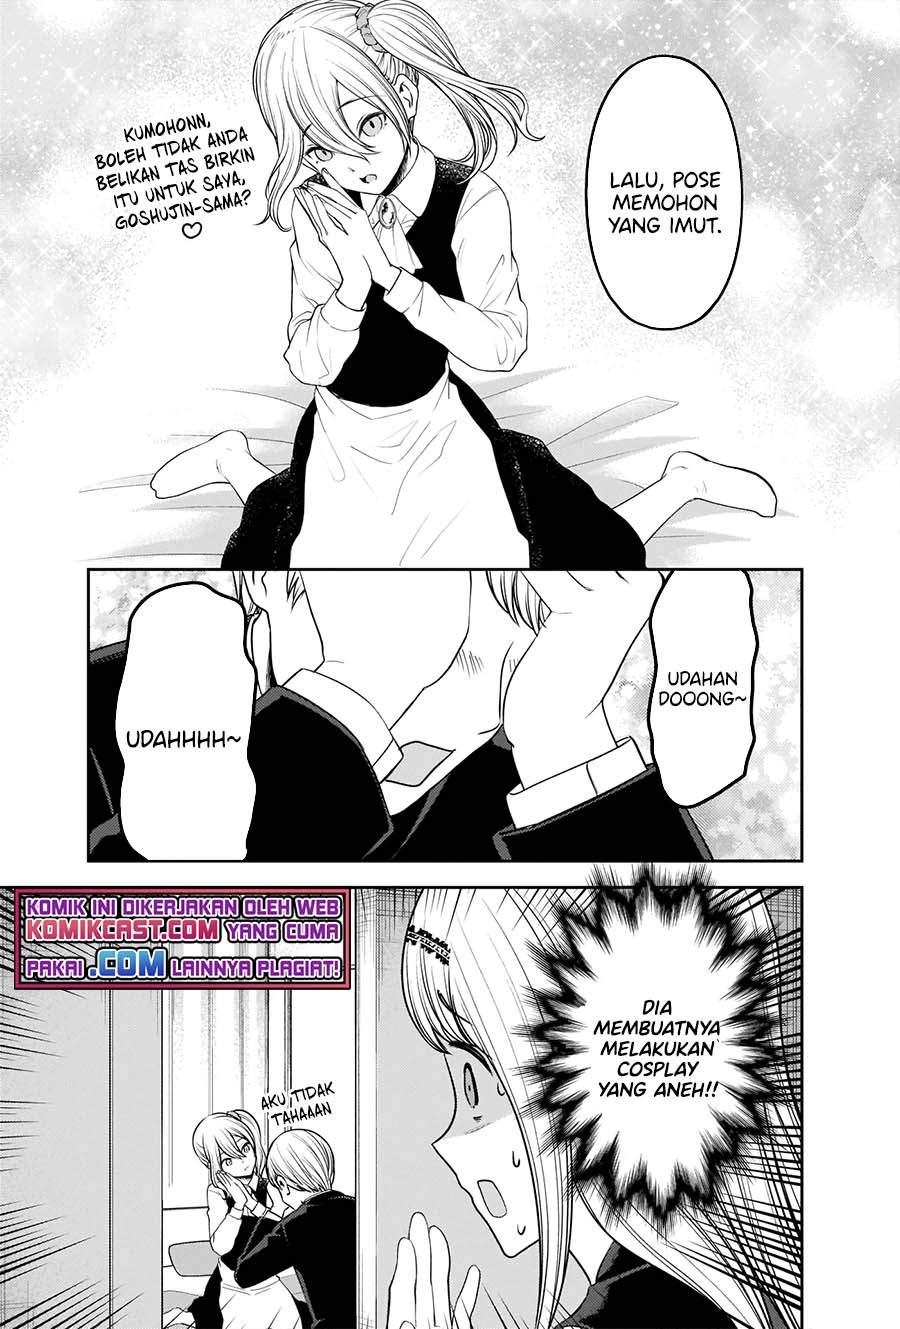 LALU, POSE
MEMOHON
YANG IMUT.
KUMOHONN,
BOLEH TIDAK ANDA
BELIKAN TAS BIRKIN
ITU UNTUK SAYA,
GOSHUJIN-SAMA?
♡
UDAHAN
DOOONG~
UDAHHHH~
KOMIK INI DIKERJAKAN OLEH WEB
KOMIKCAST.COM YANG CUMA
PAKAI .COM LAINNYA PLAGIAT!
DIA
MEMBUATNYA
MELAKUKAN
COSPLAY
YANG ANEH!!
AKU TIDAK
TAHAAAN